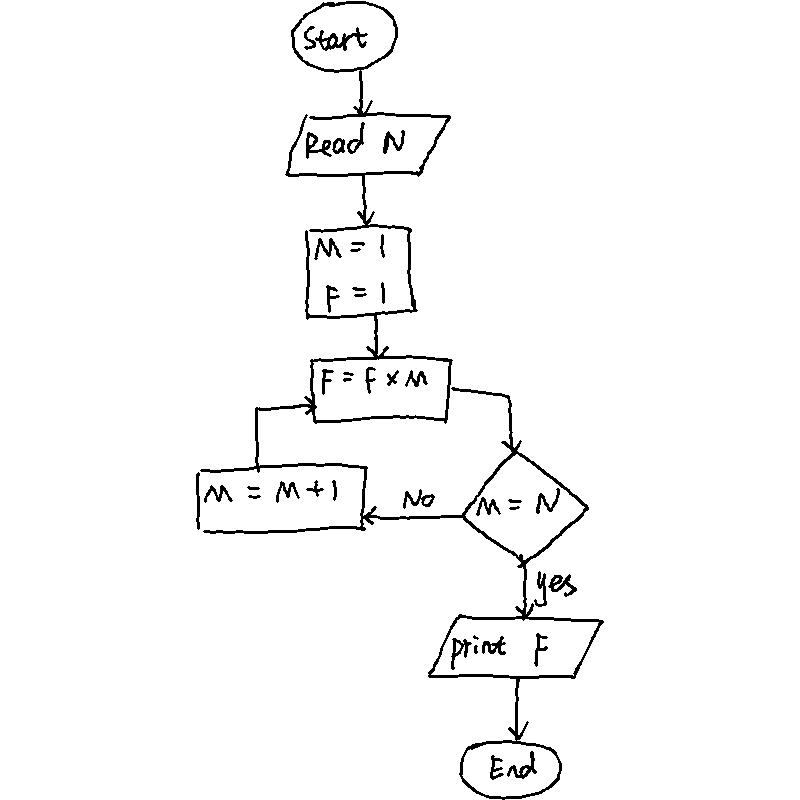 Start
Read N
M = 1
F = 1
F = f × M
M = M + 1
No
M = N
yes
print F
End